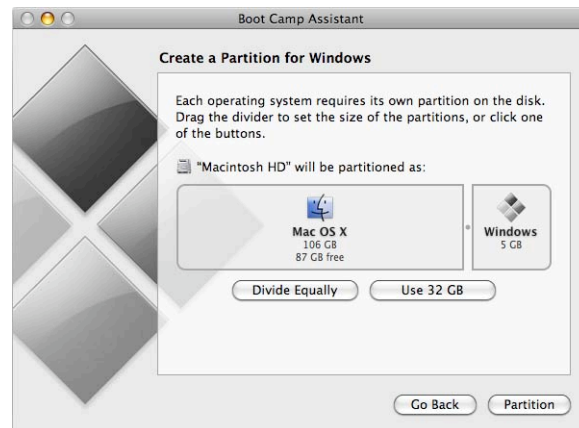 Boot Camp Assistant
Create a Partition for Windows
Each operating system requires its own partition on the disk.
Drag the divider to set the size of the partitions, or click one
of the buttons.
"Macintosh HD" will be partitioned as:
Mac OS X
106 GB
87 GB free
Windows
5 GB
Divide Equally
Use 32 GB
Go Back
Partition